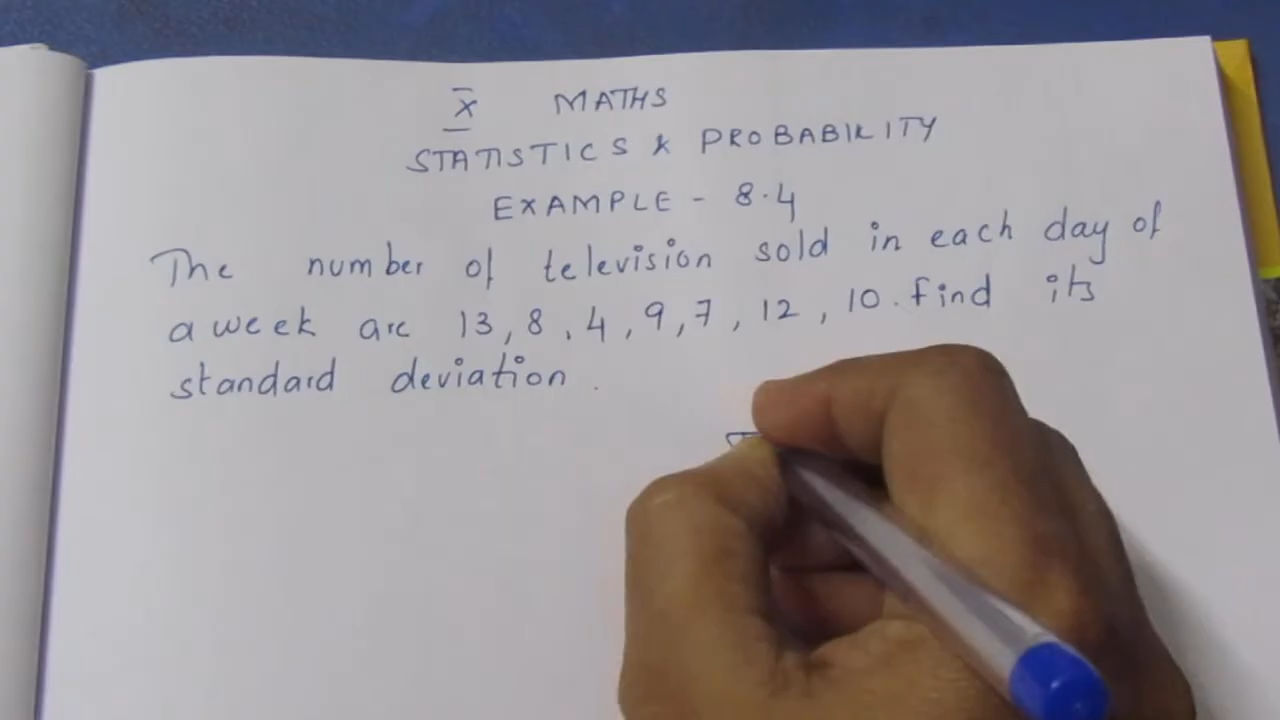 X MATHS
STATISTICS & PROBABILITY
EXAMPLE - 8.4
The number of television sold in each day of
a week are 13, 8, 4, 9, 7, 12, 10. find its
standard deviation.